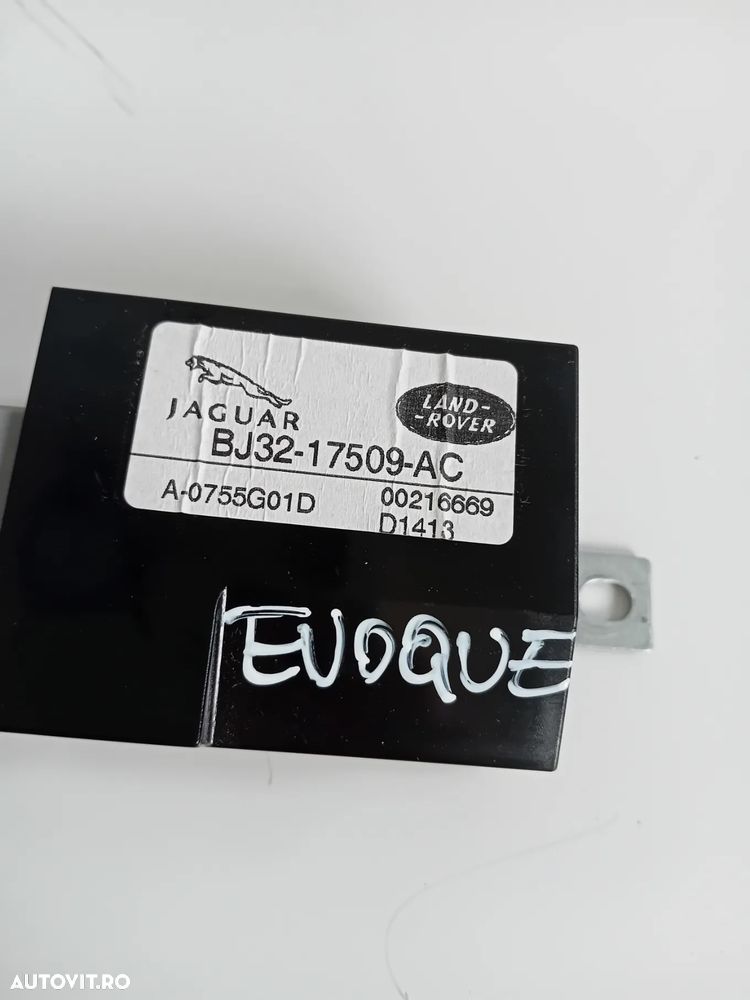 JAGUAR
LAND-
-ROVER
BJ32-17509-AC
A-0755G01D 00216669
D1413
EVOQUE
AUTOVIT.RO